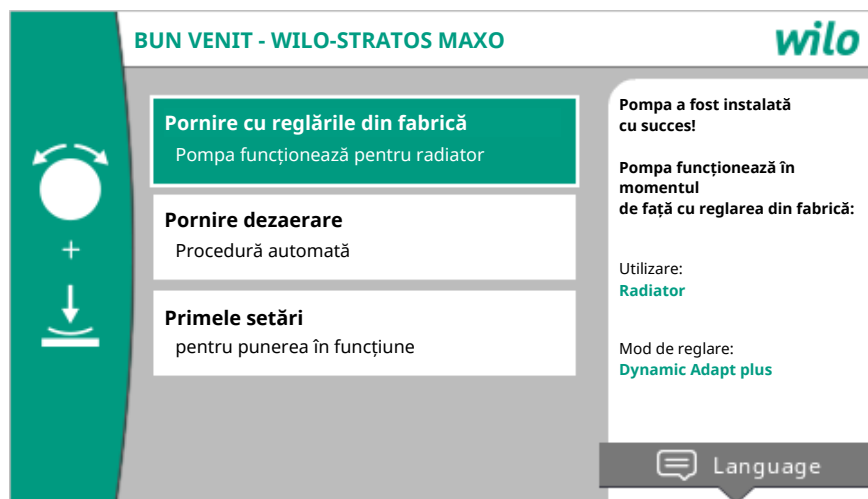 BUN VENIT - WILO-STRATOS MAXO
wilo
Pornire cu reglările din fabrică
Pompa funcționează pentru radiator
Pornire dezaerare
Procedură automată
Primele setări
pentru punerea în funcțiune
Pompa a fost instalată
cu succes!
Pompa funcționează în
momentul
de față cu reglarea din fabrică:
Utilizare:
Radiator
Mod de reglare:
Dynamic Adapt plus
Language